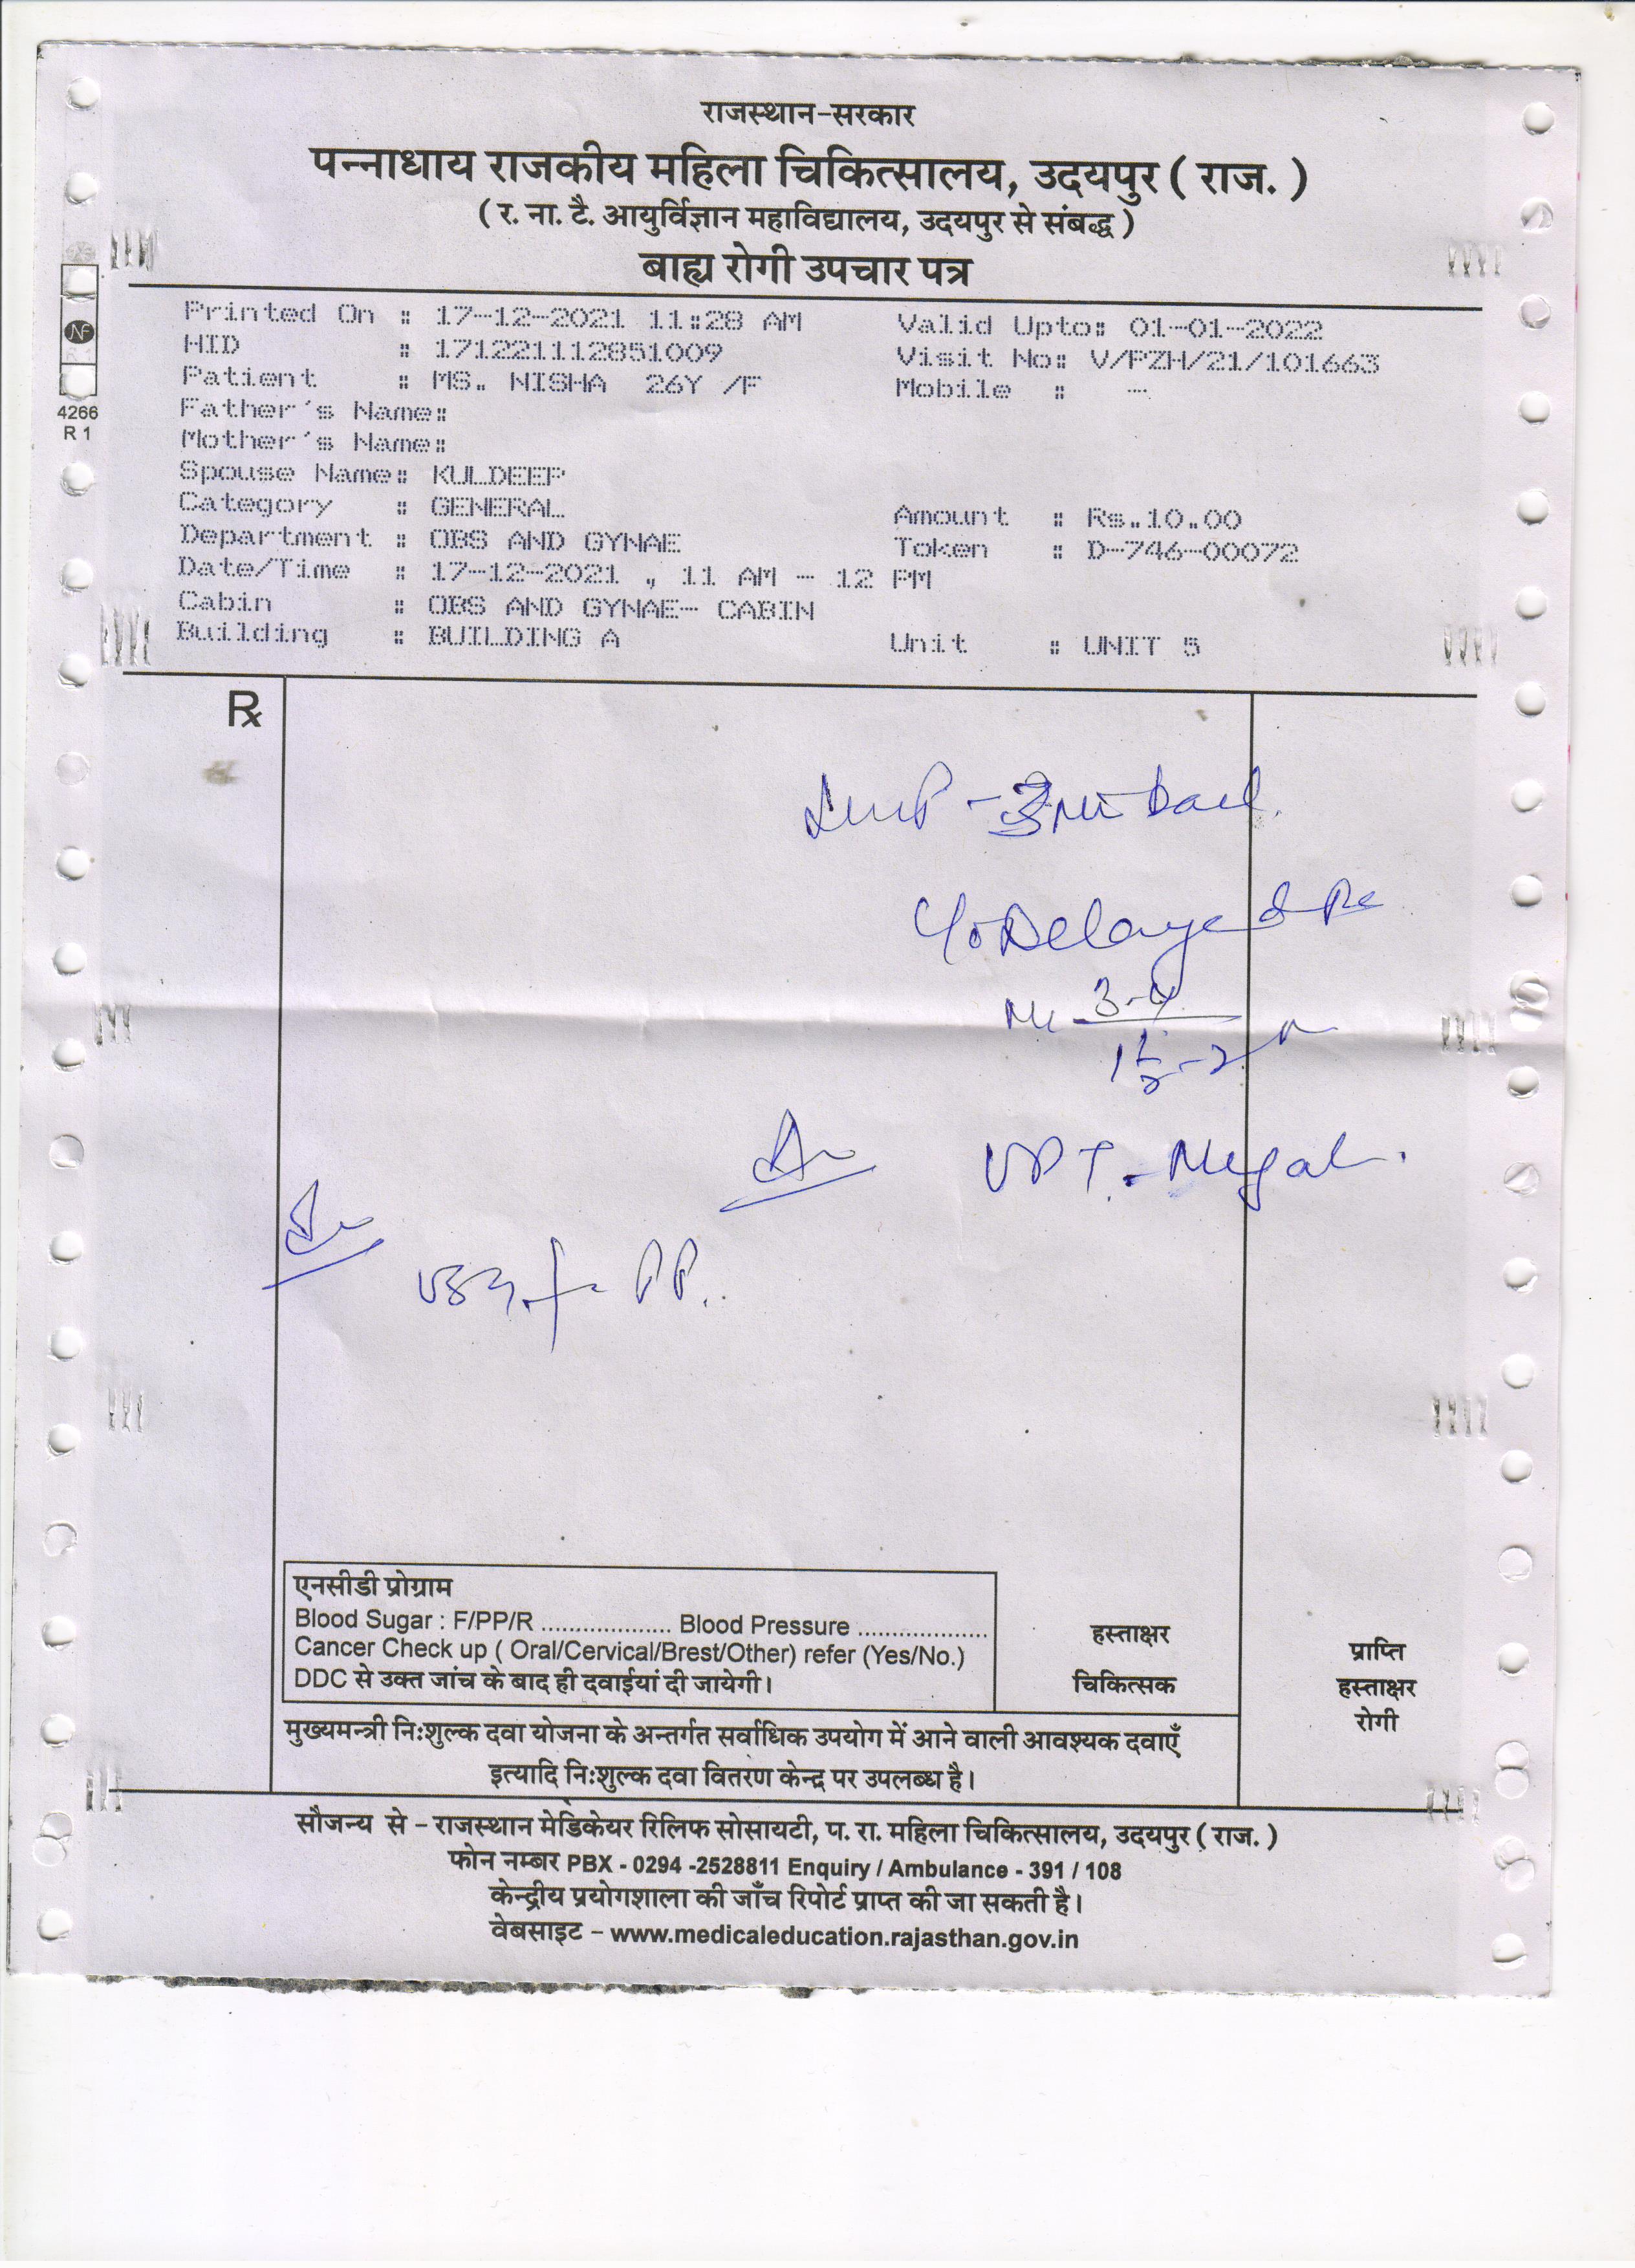 राजस्थान-सरकार
पन्नाधाय राजकीय महिला चिकित्सालय, उदयपुर ( राज. )
( र. ना. टै. आयुर्विज्ञान महाविद्यालय, उदयपुर से संबद्ध )
बाह्य रोगी उपचार पत्र
Printed On : 17-12-2021 11:28 AM Valid Upto: 01-01-2022
HID : 171221112851009 Visit No: V/PZH/21/101663
Patient : MS. NISHA 26Y /F Mobile : -
Father's Name:
Mother's Name:
Spouse Name: KULDEEP
Category : GENERAL Amount : Rs.10.00
Department : OBS AND GYNAE Token : D-746-00072
Date/Time : 17-12-2021 , 11 AM - 12 PM
Cabin : OBS AND GYNAE- CABIN
Building : BUILDING A Unit : UNIT 5
4266
R 1
Rx
LMP -
Delayed
3-4
UPT -
एनसीडी प्रोग्राम
Blood Sugar : F/PP/R .................... Blood Pressure ....................
Cancer Check up ( Oral/Cervical/Brest/Other) refer (Yes/No.)
DDC से उक्त जांच के बाद ही दवाईयां दी जायेगी।
हस्ताक्षर
चिकित्सक
प्राप्ति
हस्ताक्षर
रोगी
मुख्यमन्त्री निःशुल्क दवा योजना के अन्तर्गत सर्वाधिक उपयोग में आने वाली आवश्यक दवाएँ
इत्यादि निःशुल्क दवा वितरण केन्द्र पर उपलब्ध है।
सौजन्य से - राजस्थान मेडिकेयर रिलिफ सोसायटी, प. रा. महिला चिकित्सालय, उदयपुर ( राज. )
फोन नम्बर PBX - 0294 -2528811 Enquiry / Ambulance - 391 / 108
केन्द्रीय प्रयोगशाला की जाँच रिपोर्ट प्राप्त की जा सकती है।
वेबसाइट - www.medicaleducation.rajasthan.gov.in